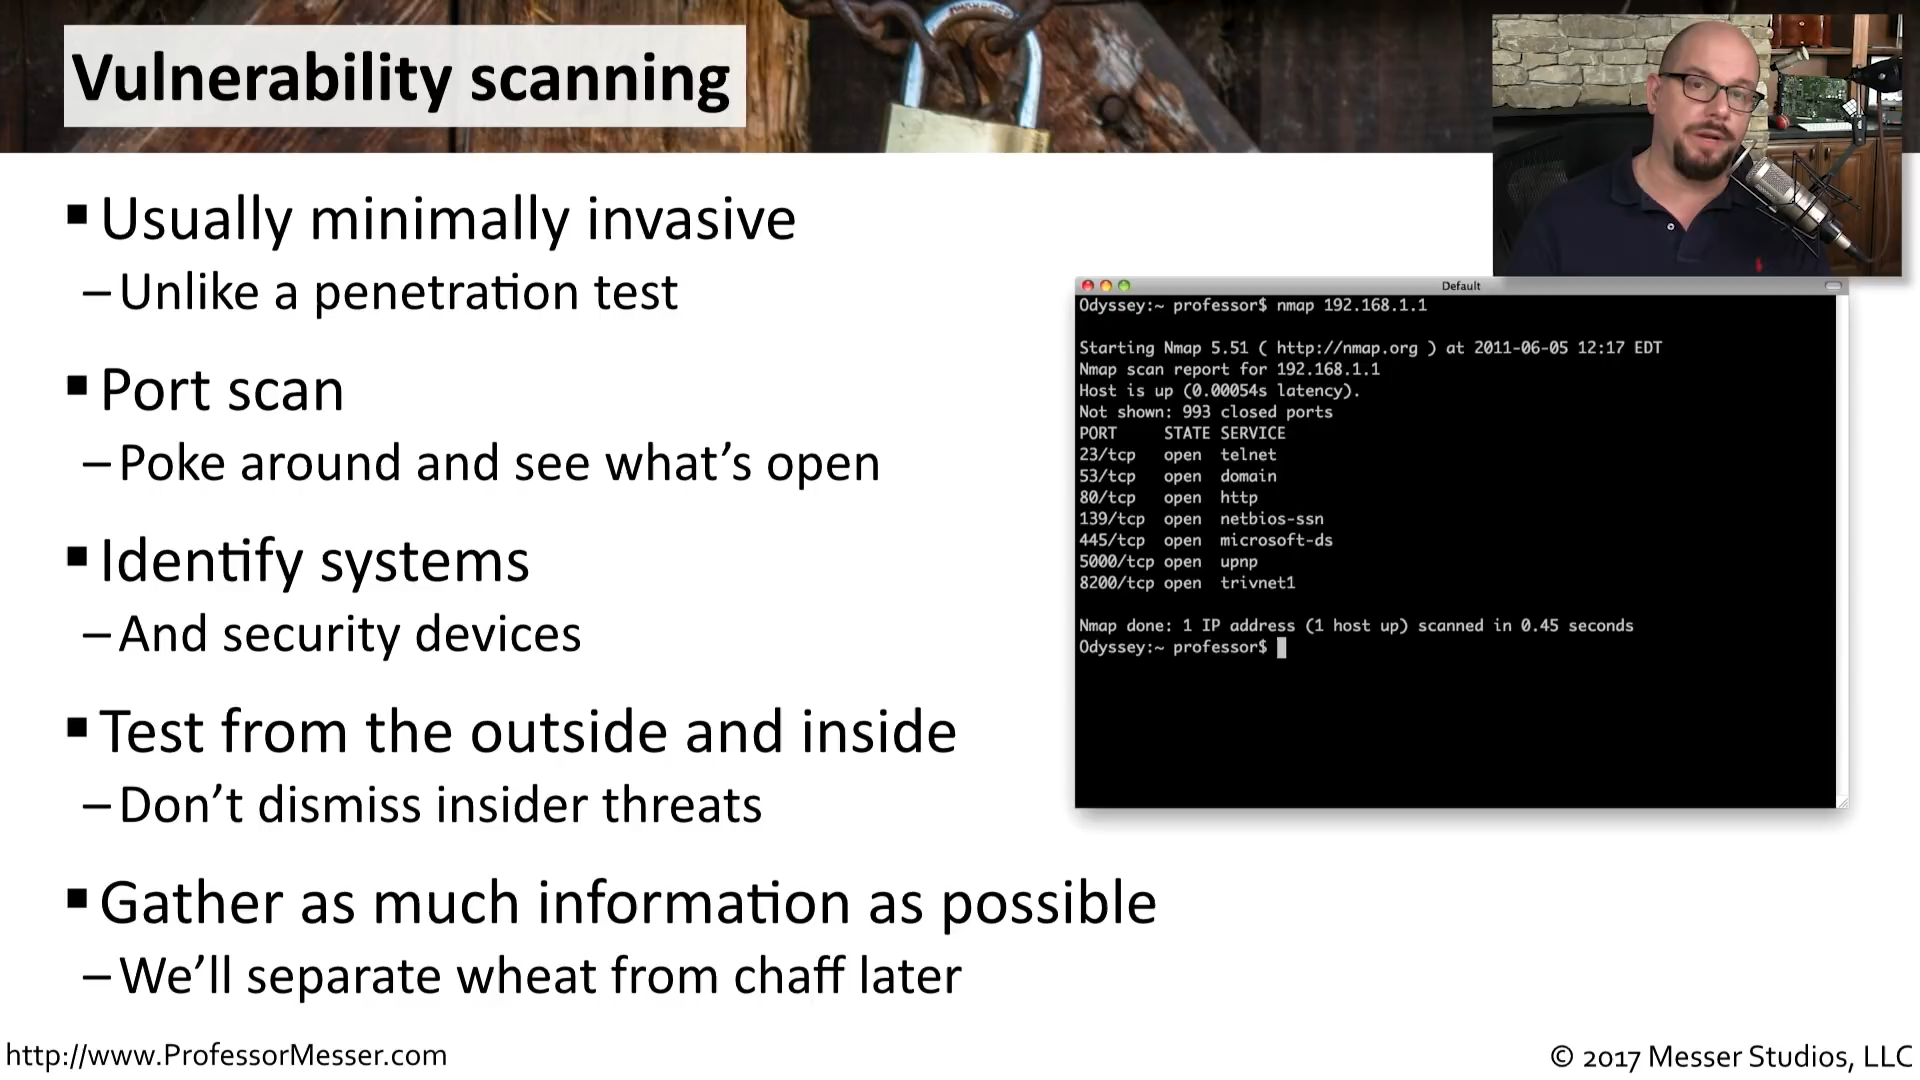 Vulnerability scanning
▪ Usually minimally invasive
– Unlike a penetration test
▪ Port scan
– Poke around and see what’s open
▪ Identify systems
– And security devices
▪ Test from the outside and inside
– Don’t dismiss insider threats
▪ Gather as much information as possible
– We’ll separate wheat from chaff later
Default
Odyssey:~ professor$ nmap 192.168.1.1
Starting Nmap 5.51 ( http://nmap.org ) at 2011-06-05 12:17 EDT
Nmap scan report for 192.168.1.1
Host is up (0.00054s latency).
Not shown: 993 closed ports
PORT     STATE SERVICE
23/tcp   open  telnet
53/tcp   open  domain
80/tcp   open  http
139/tcp  open  netbios-ssn
445/tcp  open  microsoft-ds
5000/tcp open  upnp
8200/tcp open  trivnet1
Nmap done: 1 IP address (1 host up) scanned in 0.45 seconds
Odyssey:~ professor$
http://www.ProfessorMesser.com
© 2017 Messer Studios, LLC